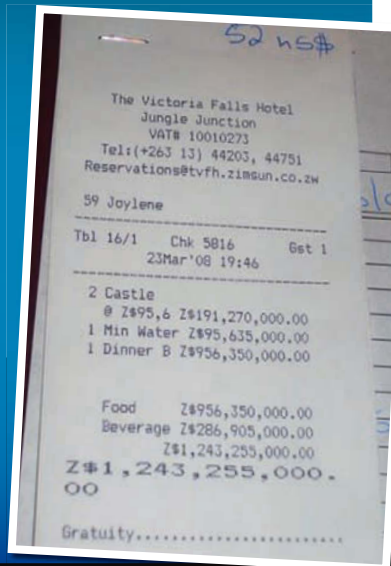 52 us$.
The Victoria Falls Hotel
Jungle Junction
VAT# 10010273
Tel:(+263 13) 44203, 44751
Reservations@tvfh.zimsun.co.zw
59 Joylene
Tbl 16/1 Chk 5816 Gst 1
23Mar'08 19:46
2 Castle
@ Z$95,6 Z$191,270,000.00
1 Min Water Z$95,635,000.00
1 Dinner B Z$956,350,000.00
Food Z$956,350,000.00
Beverage Z$286,905,000.00
Z$1,243,255,000.00
Z$1,243,255,000.
00
Gratuity........................